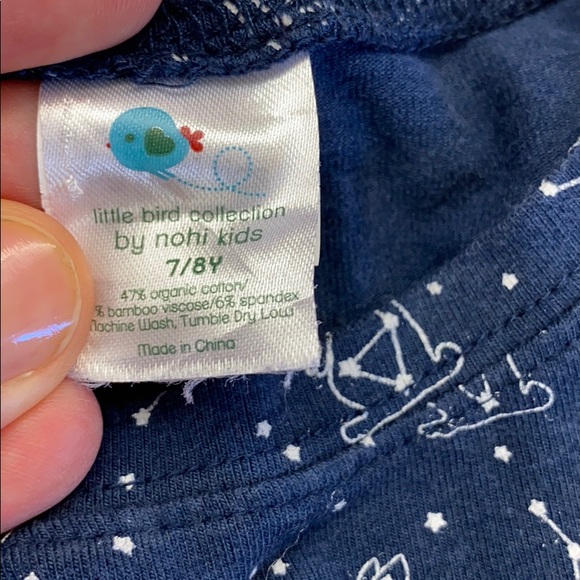 little bird collection
by nohi kids
7/8Y
47% organic cotton/
% bamboo viscose/6% spandex
Machine Wash, Tumble Dry Low
Made in China